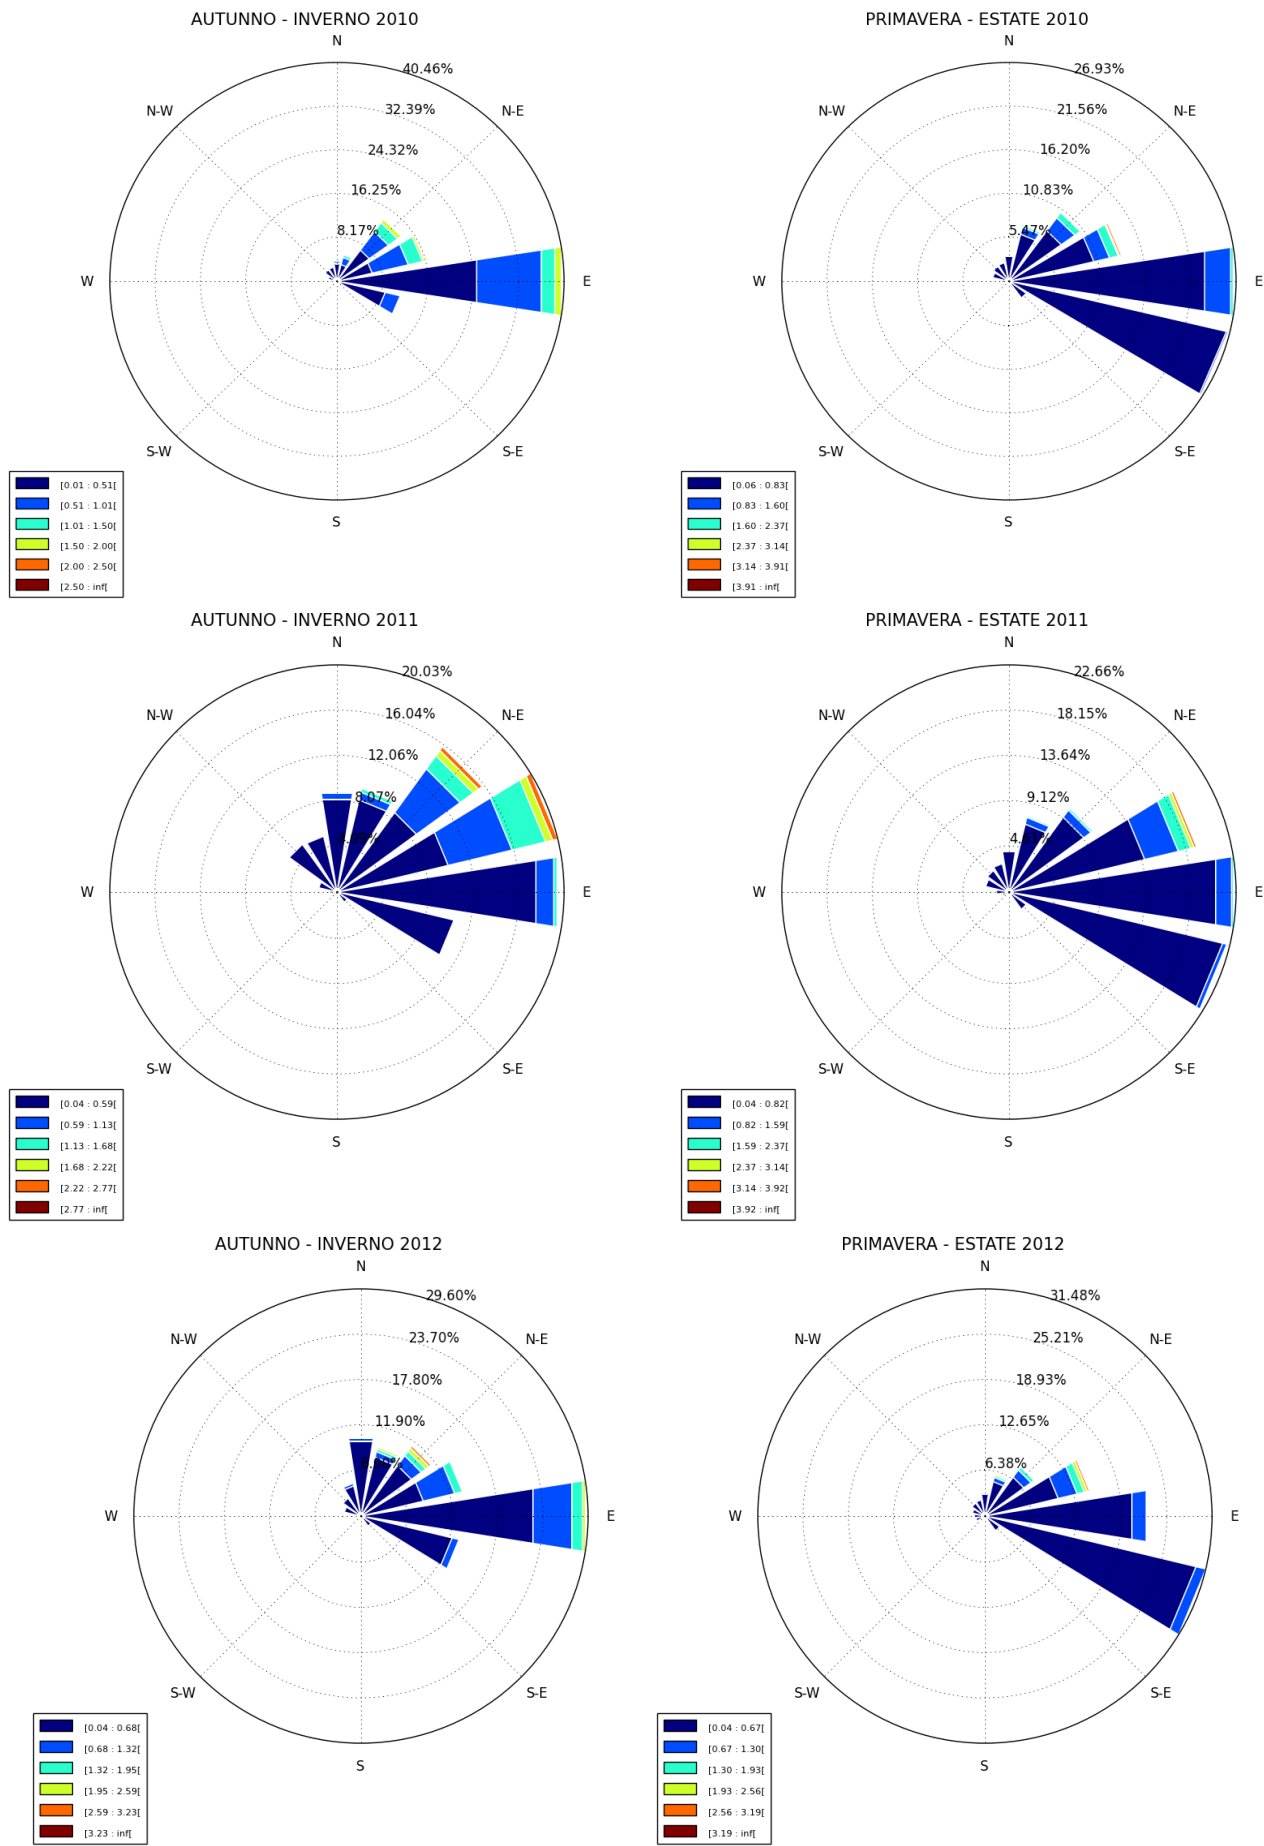 AUTUNNO - INVERNO 2010
N
40.46%
32.39%
N-W
N-E
24.32%
16.25%
8.17%
W
E
S-W
S-E
S
[0.01 : 0.51[
[0.51 : 1.01[
[1.01 : 1.50[
[1.50 : 2.00[
[2.00 : 2.50[
[2.50 : inf[
PRIMAVERA - ESTATE 2010
N
26.93%
21.56%
N-W
N-E
16.20%
10.83%
5.47%
W
E
S-W
S-E
S
[0.06 : 0.83[
[0.83 : 1.60[
[1.60 : 2.37[
[2.37 : 3.14[
[3.14 : 3.91[
[3.91 : inf[
AUTUNNO - INVERNO 2011
N
20.03%
16.04%
N-W
N-E
12.06%
8.07%
4.09%
W
E
S-W
S-E
S
[0.04 : 0.59[
[0.59 : 1.13[
[1.13 : 1.68[
[1.68 : 2.22[
[2.22 : 2.77[
[2.77 : inf[
PRIMAVERA - ESTATE 2011
N
22.66%
18.15%
N-W
N-E
13.64%
9.12%
4.61%
W
E
S-W
S-E
S
[0.04 : 0.82[
[0.82 : 1.59[
[1.59 : 2.37[
[2.37 : 3.14[
[3.14 : 3.92[
[3.92 : inf[
AUTUNNO - INVERNO 2012
N
29.60%
23.70%
N-W
N-E
17.80%
11.90%
6.00%
W
E
S-W
S-E
S
[0.04 : 0.68[
[0.68 : 1.32[
[1.32 : 1.95[
[1.95 : 2.59[
[2.59 : 3.23[
[3.23 : inf[
PRIMAVERA - ESTATE 2012
N
31.48%
25.21%
N-W
N-E
18.93%
12.65%
6.38%
W
E
S-W
S-E
S
[0.04 : 0.67[
[0.67 : 1.30[
[1.30 : 1.93[
[1.93 : 2.56[
[2.56 : 3.19[
[3.19 : inf[